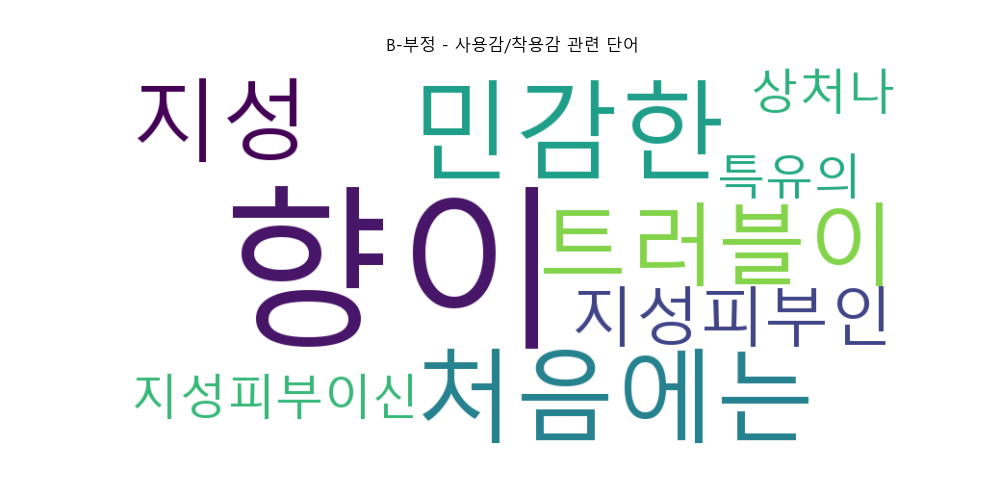 B-부정 - 사용감/착용감 관련 단어
지성
민감한
상처나
특유의
향이
트러블이
지성피부인
지성피부이신
처음에는